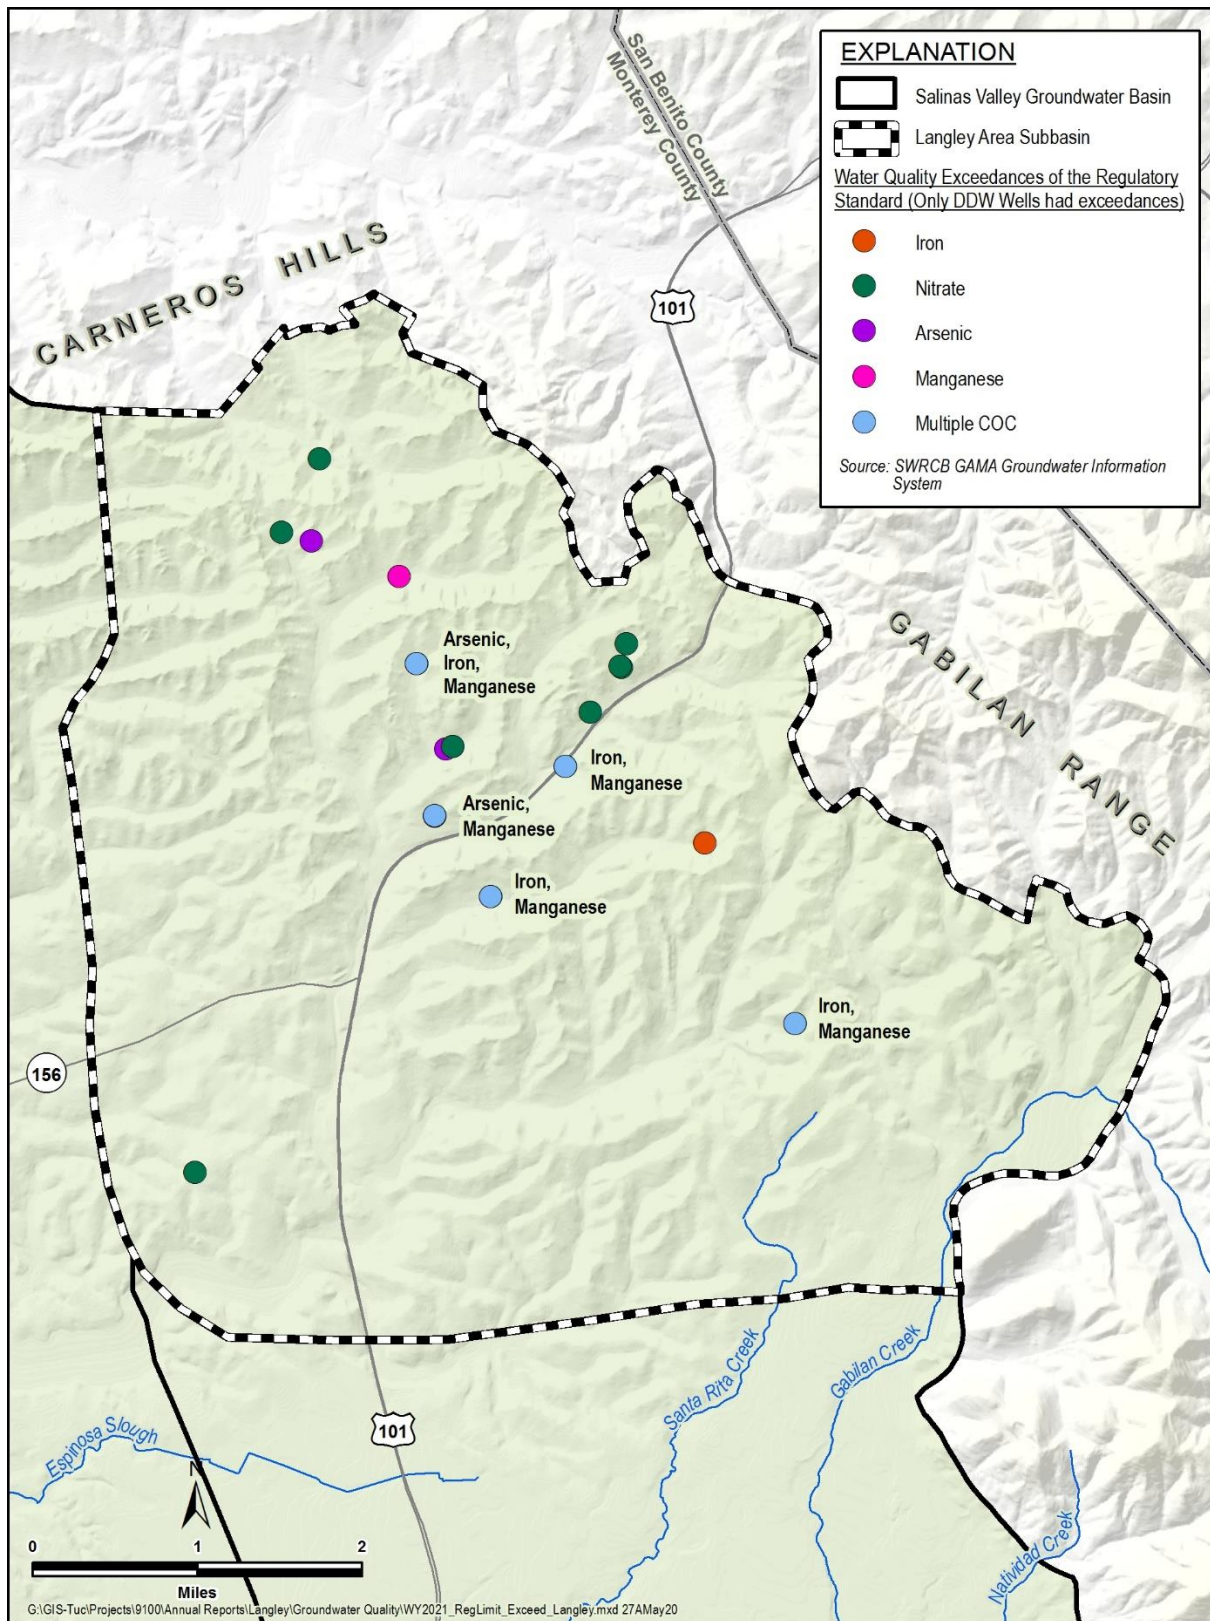 San Benito County
Monterey County
EXPLANATION
Salinas Valley Groundwater Basin
Langley Area Subbasin
Water Quality Exceedances of the Regulatory
Standard (Only DDW Wells had exceedances)
Iron
Nitrate
Arsenic
Manganese
Multiple COC
Source: SWRCB GAMA Groundwater Information
System
CARNEROS HILLS
101
GABILAN RANGE
Arsenic,
Iron,
Manganese
Iron,
Manganese
Arsenic,
Manganese
Iron,
Manganese
Iron,
Manganese
156
Santa Rita Creek
Gabilan Creek
101
Espinosa Slough
Natividad Creek
N
0 1 2
Miles
G:\GIS-Tuc\Projects\9100\Annual Reports\Langley\Groundwater Quality\WY2021_RegLimit_Exceed_Langley.mxd 27AMay20